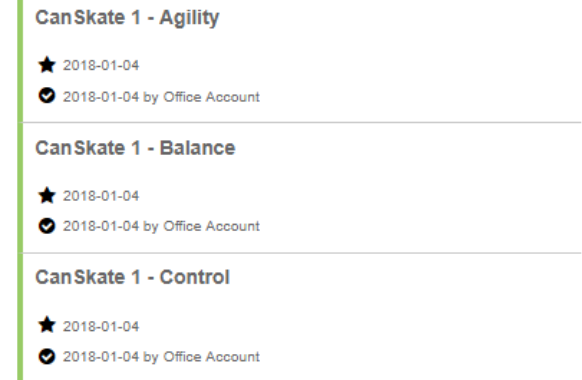 CanSkate 1 - Agility
2018-01-04
2018-01-04 by Office Account
CanSkate 1 - Balance
2018-01-04
2018-01-04 by Office Account
CanSkate 1 - Control
2018-01-04
2018-01-04 by Office Account